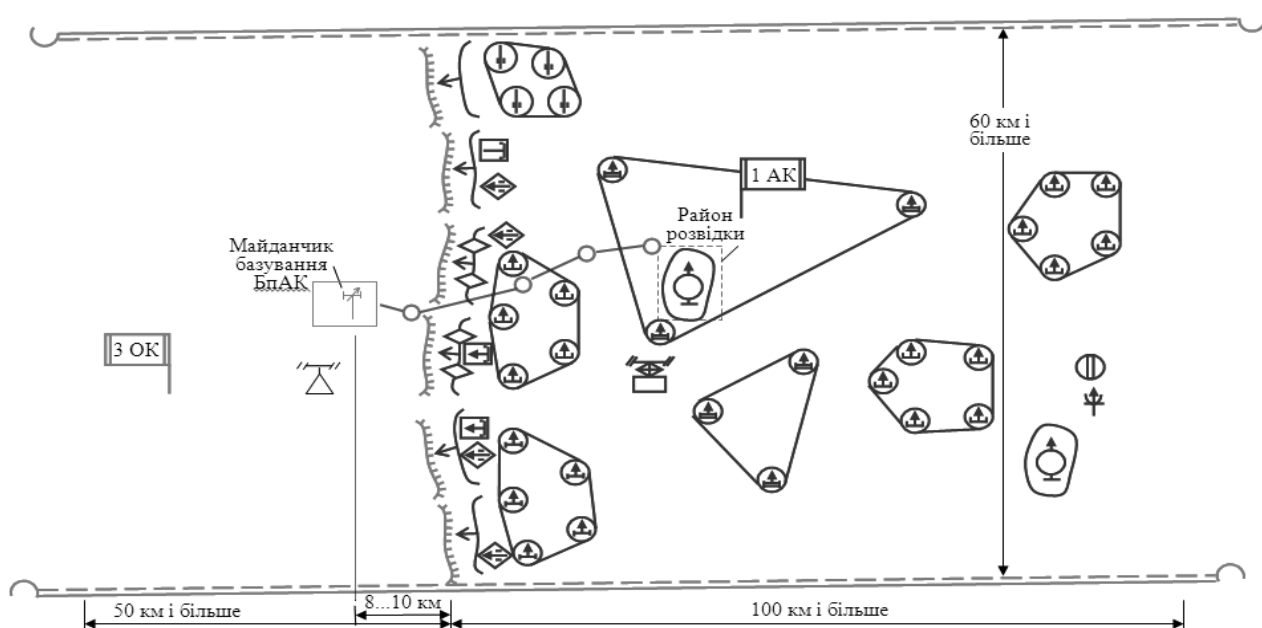 60 км і
більше
1 АК
Район
розвідки
Майданчик
базування
БпАК
3 ОК
50 км і більше
8...10 км
100 км і більше